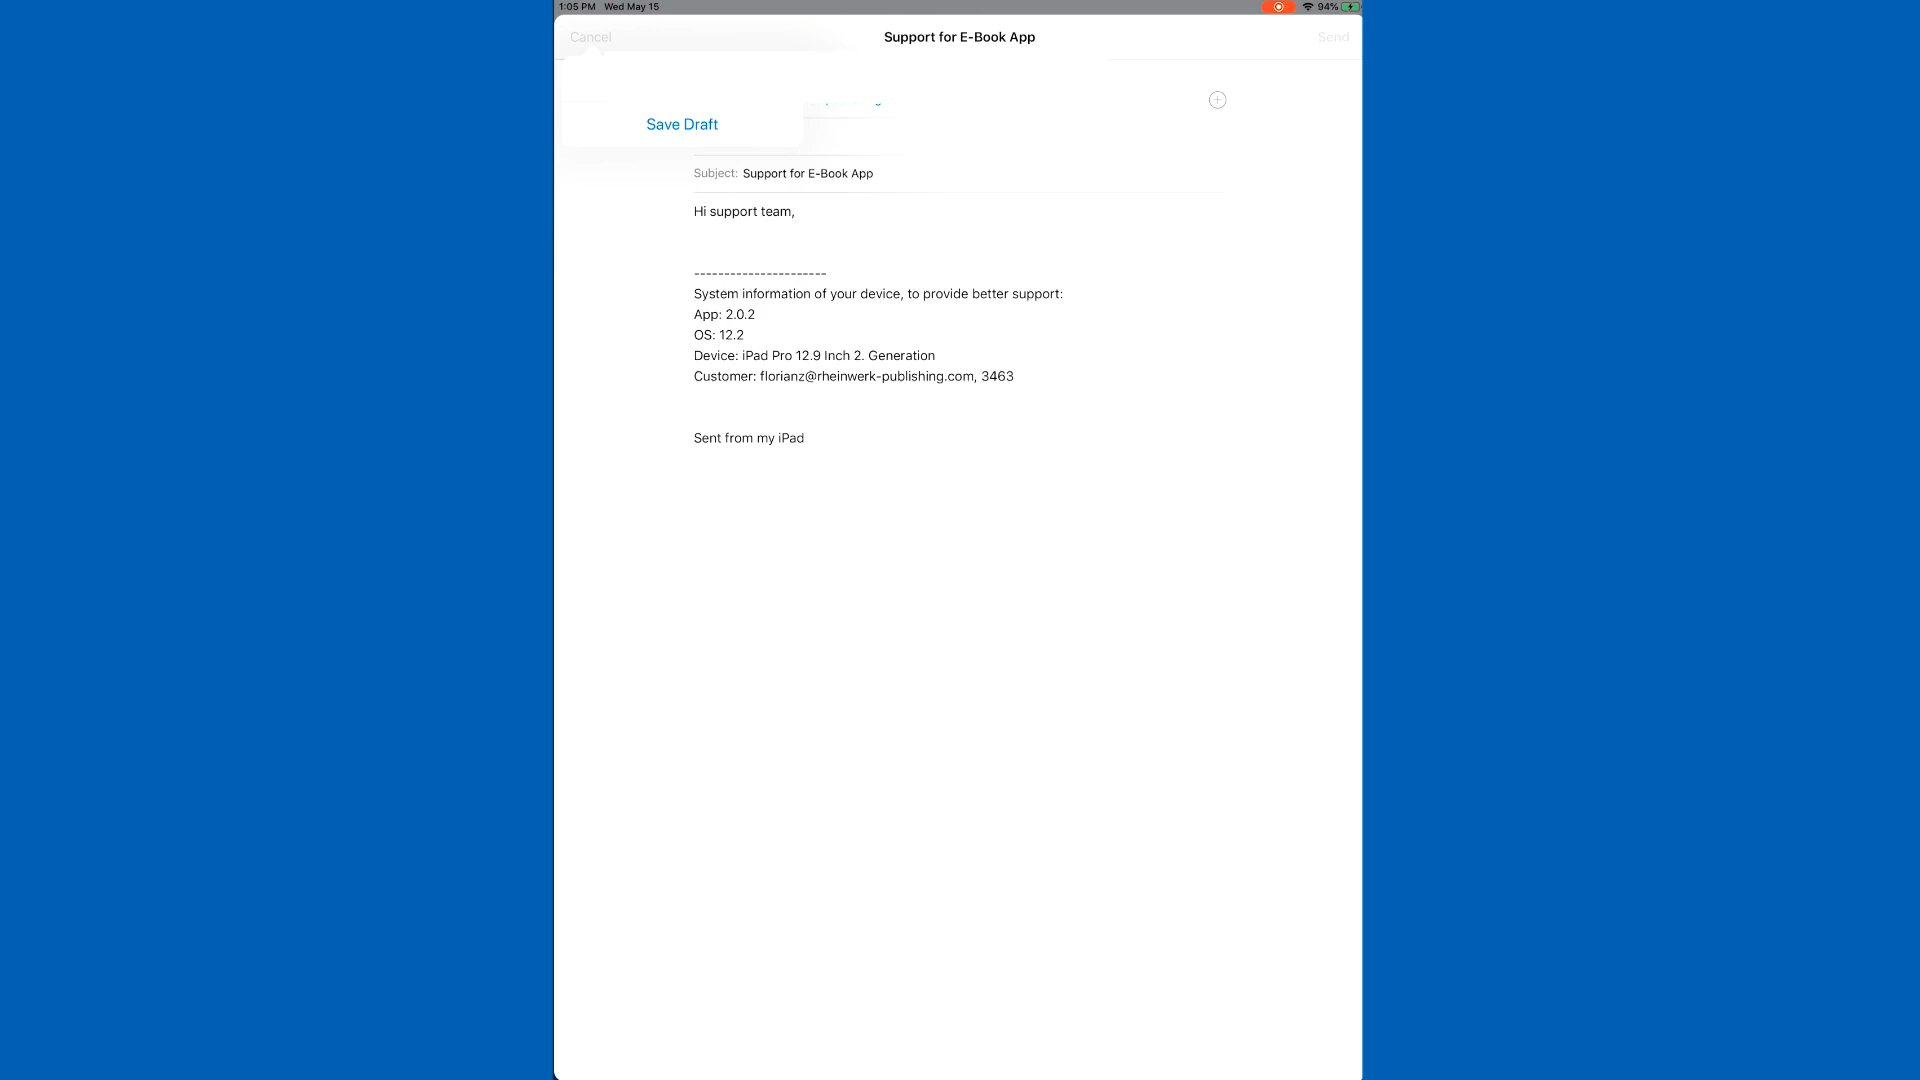 1:05 PM Wed May 15
94%
Cancel
Support for E-Book App
Send
Save Draft
Subject: Support for E-Book App
Hi support team,
----------------------
System information of your device, to provide better support:
App: 2.0.2
OS: 12.2
Device: iPad Pro 12.9 Inch 2. Generation
Customer: florianz@rheinwerk-publishing.com, 3463
Sent from my iPad